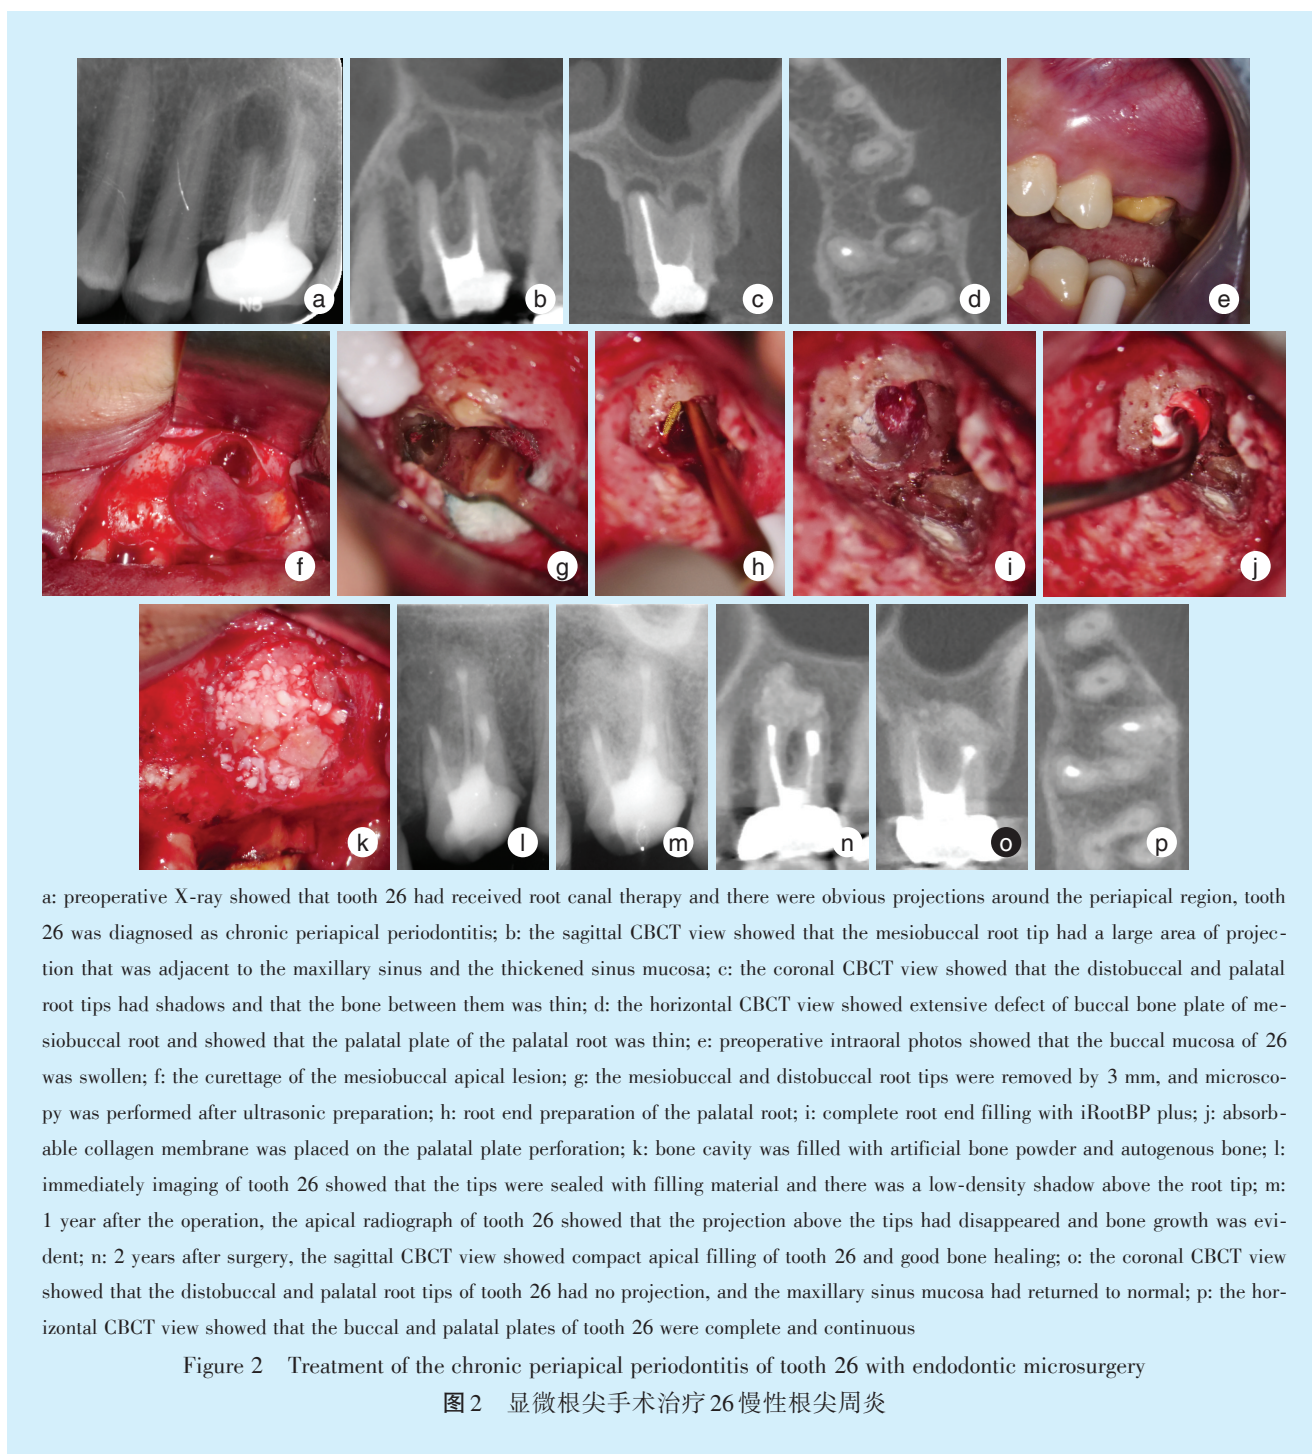 N5
a
b
c
d
e
f
g
h
i
j
k
l
m
n
o
p
a: preoperative X-ray showed that tooth 26 had received root canal therapy and there were obvious projections around the periapical region, tooth
26 was diagnosed as chronic periapical periodontitis; b: the sagittal CBCT view showed that the mesiobuccal root tip had a large area of projec-
tion that was adjacent to the maxillary sinus and the thickened sinus mucosa; c: the coronal CBCT view showed that the distobuccal and palatal
root tips had shadows and that the bone between them was thin; d: the horizontal CBCT view showed extensive defect of buccal bone plate of me-
siobuccal root and showed that the palatal plate of the palatal root was thin; e: preoperative intraoral photos showed that the buccal mucosa of 26
was swollen; f: the curettage of the mesiobuccal apical lesion; g: the mesiobuccal and distobuccal root tips were removed by 3 mm, and microsco-
py was performed after ultrasonic preparation; h: root end preparation of the palatal root; i: complete root end filling with iRootBP plus; j: absorb-
able collagen membrane was placed on the palatal plate perforation; k: bone cavity was filled with artificial bone powder and autogenous bone; l:
immediately imaging of tooth 26 showed that the tips were sealed with filling material and there was a low-density shadow above the root tip; m:
1 year after the operation, the apical radiograph of tooth 26 showed that the projection above the tips had disappeared and bone growth was evi-
dent; n: 2 years after surgery, the sagittal CBCT view showed compact apical filling of tooth 26 and good bone healing; o: the coronal CBCT view
showed that the distobuccal and palatal root tips of tooth 26 had no projection, and the maxillary sinus mucosa had returned to normal; p: the hor-
izontal CBCT view showed that the buccal and palatal plates of tooth 26 were complete and continuous
Figure 2 Treatment of the chronic periapical periodontitis of tooth 26 with endodontic microsurgery
图2 显微根尖手术治疗26慢性根尖周炎